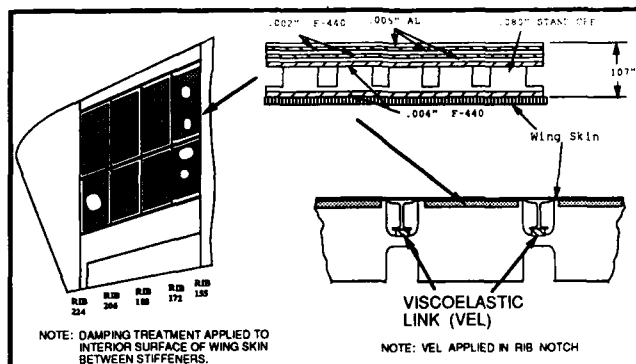 .002" F-440
.005" AL
.080" STAND OFF
.107"
.004" F-440
Wing Skin
RIB 224
RIB 206
RIB 188
RIB 172
RIB 155
VISCOELASTIC
LINK (VEL)
NOTE: DAMPING TREATMENT APPLIED TO
INTERIOR SURFACE OF WING SKIN
BETWEEN STIFFENERS.
NOTE: VEL APPLIED IN RIB NOTCH